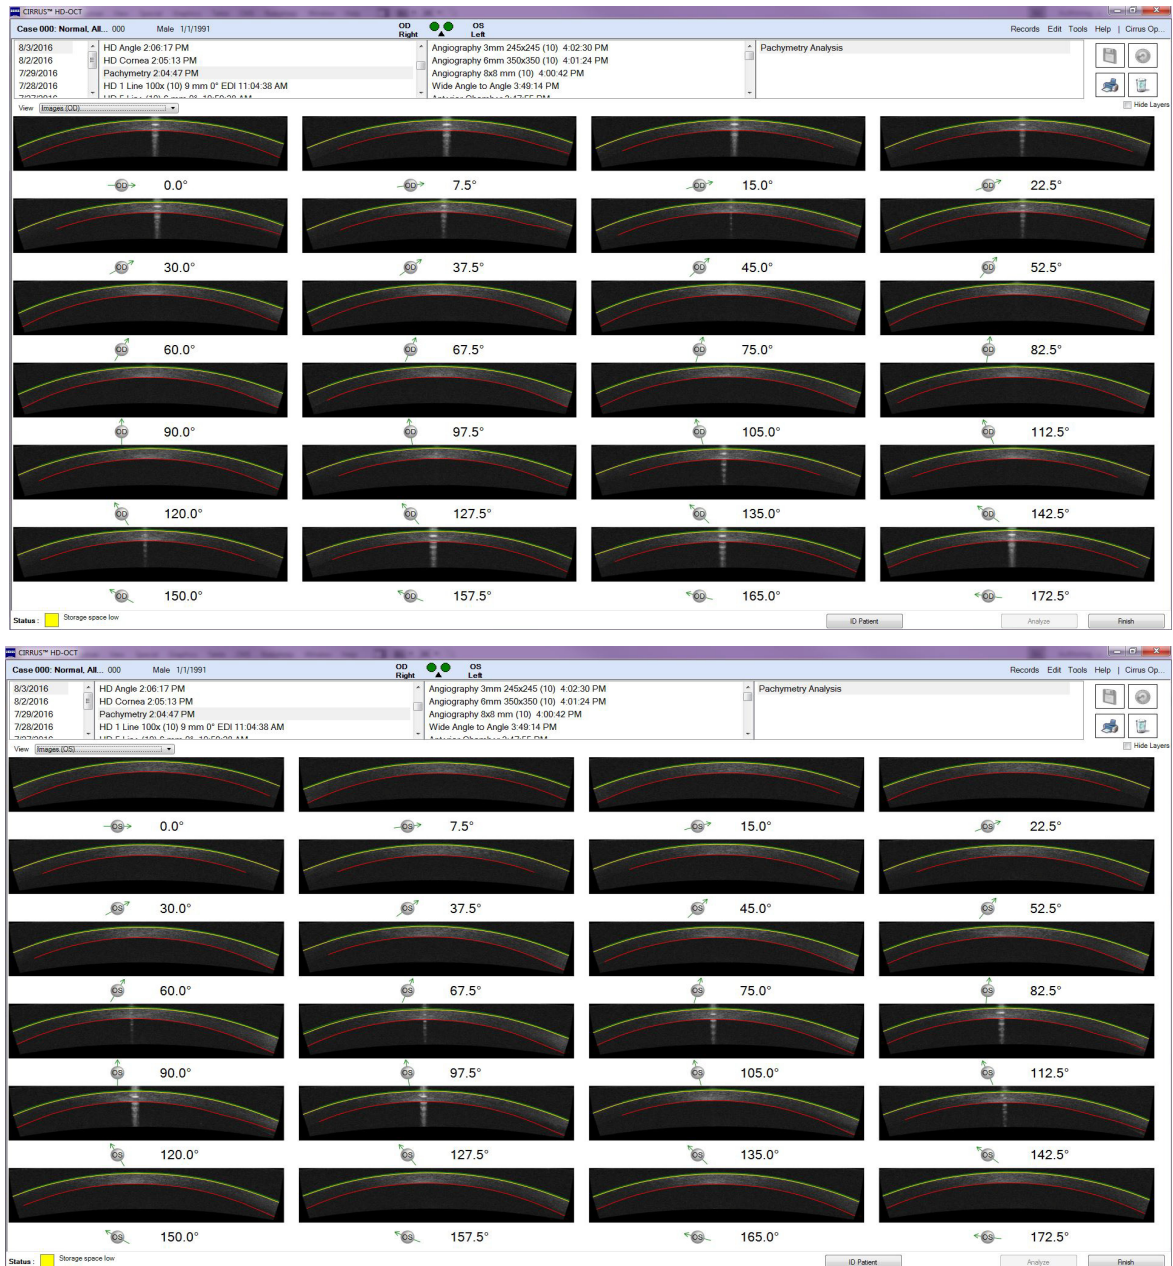 CIRRUS™ HD-OCT
Case 000: Normal, All... 000 Male 1/1/1991 OD Right OS Left Records Edit Tools Help | Cirrus Op...
8/3/2016 HD Angle 2:06:17 PM Angiography 3mm 245x245 (10) 4:02:30 PM Pachymetry Analysis
8/2/2016 HD Cornea 2:05:13 PM Angiography 6mm 350x350 (10) 4:01:24 PM
7/29/2016 Pachymetry 2:04:47 PM Angiography 8x8 mm (10) 4:00:42 PM
7/28/2016 HD 1 Line 100x (10) 9 mm 0° EDI 11:04:38 AM Wide Angle to Angle 3:49:14 PM
View Images (OD) Hide Layers
OD 0.0° OD 7.5° OD 15.0° OD 22.5°
OD 30.0° OD 37.5° OD 45.0° OD 52.5°
OD 60.0° OD 67.5° OD 75.0° OD 82.5°
OD 90.0° OD 97.5° OD 105.0° OD 112.5°
OD 120.0° OD 127.5° OD 135.0° OD 142.5°
OD 150.0° OD 157.5° OD 165.0° OD 172.5°
Status : Storage space low ID Patient Analyze Finish
CIRRUS™ HD-OCT
Case 000: Normal, All... 000 Male 1/1/1991 OD Right OS Left Records Edit Tools Help | Cirrus Op...
8/3/2016 HD Angle 2:06:17 PM Angiography 3mm 245x245 (10) 4:02:30 PM Pachymetry Analysis
8/2/2016 HD Cornea 2:05:13 PM Angiography 6mm 350x350 (10) 4:01:24 PM
7/29/2016 Pachymetry 2:04:47 PM Angiography 8x8 mm (10) 4:00:42 PM
7/28/2016 HD 1 Line 100x (10) 9 mm 0° EDI 11:04:38 AM Wide Angle to Angle 3:49:14 PM
View Images (OS) Hide Layers
OS 0.0° OS 7.5° OS 15.0° OS 22.5°
OS 30.0° OS 37.5° OS 45.0° OS 52.5°
OS 60.0° OS 67.5° OS 75.0° OS 82.5°
OS 90.0° OS 97.5° OS 105.0° OS 112.5°
OS 120.0° OS 127.5° OS 135.0° OS 142.5°
OS 150.0° OS 157.5° OS 165.0° OS 172.5°
Status : Storage space low ID Patient Analyze Finish